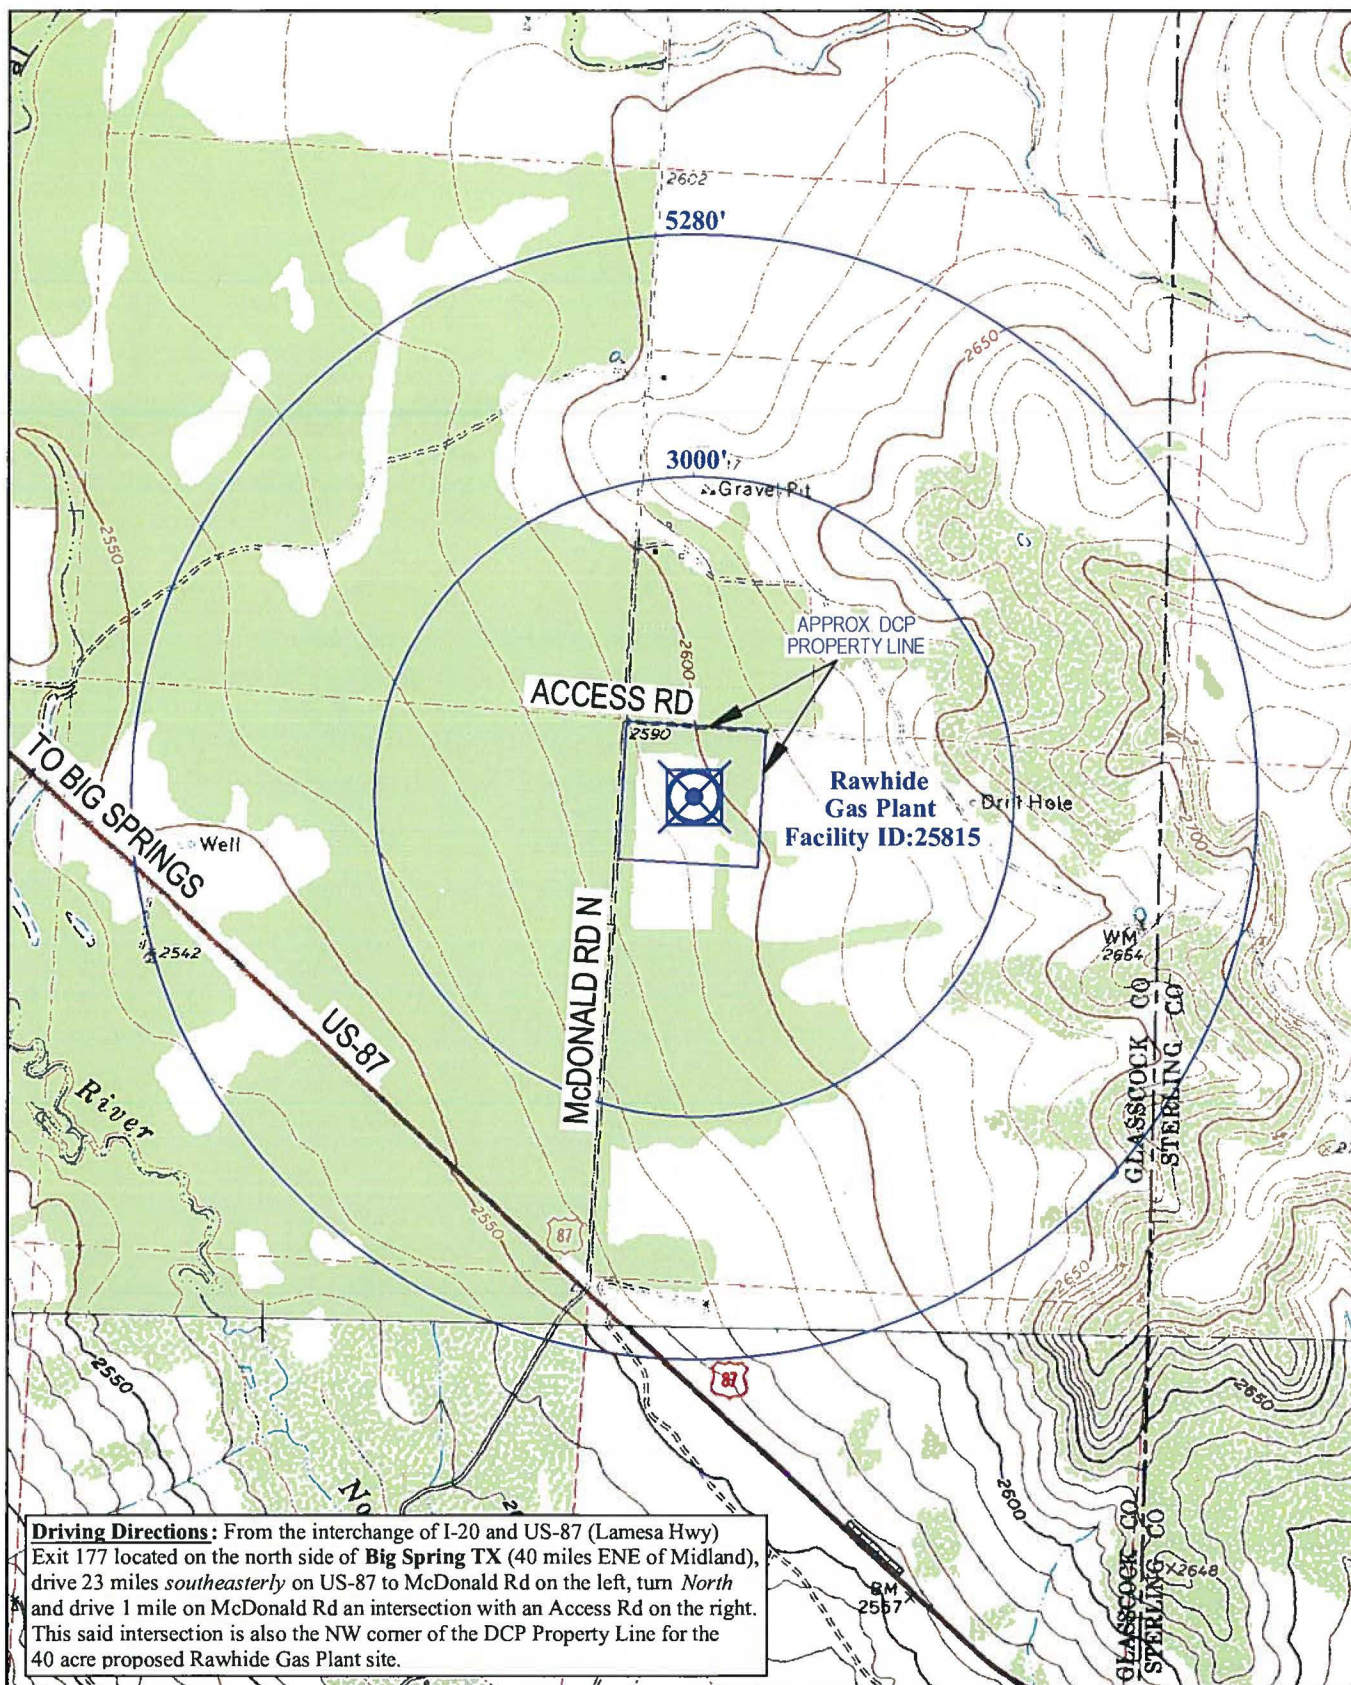 2602
5280'
2650
3000'
Gravel Pit
2550
APPROX DCP
PROPERTY LINE
2600
ACCESS RD
2590
TO BIG SPRINGS
Rawhide
Gas Plant
Facility ID:25815
Drift Hole
2700
Well
2542
WM
2664
McDONALD RD N
US-87
GLASSCOCK CO
STERLING CO
River
2550
87
2650
87
2550
2650
No
2600
Driving Directions: From the interchange of I-20 and US-87 (Lamesa Hwy)
Exit 177 located on the north side of Big Spring TX (40 miles ENE of Midland),
drive 23 miles southeasterly on US-87 to McDonald Rd on the left, turn North
and drive 1 mile on McDonald Rd an intersection with an Access Rd on the right.
This said intersection is also the NW corner of the DCP Property Line for the
40 acre proposed Rawhide Gas Plant site.
BM
2557
×2648
GLASSCOCK CO
STERLING CO